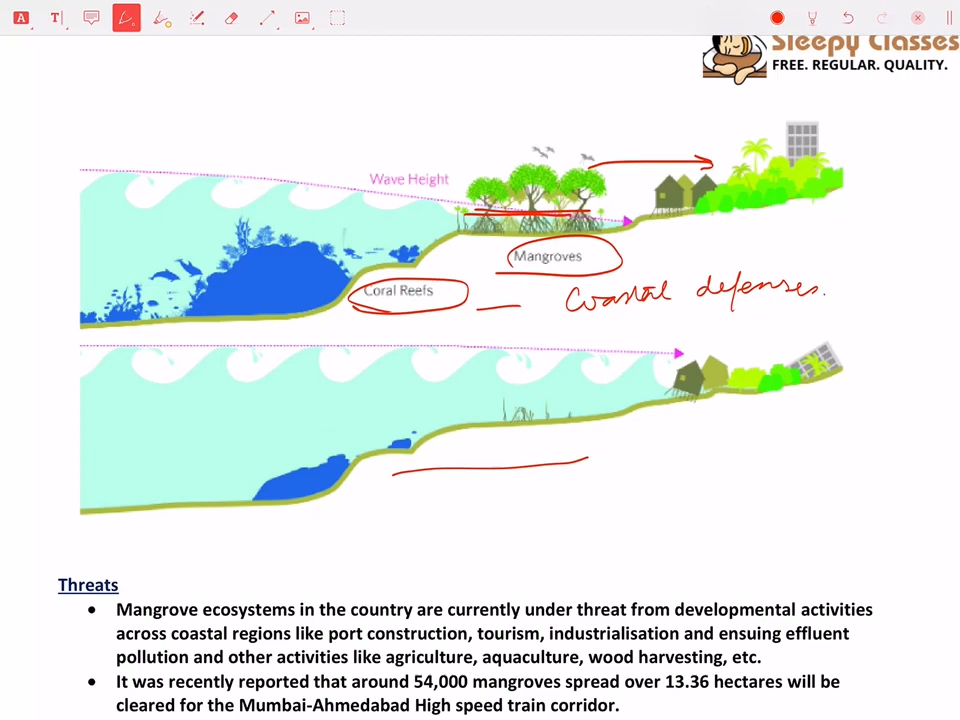 A T
Sleepy Classes
FREE. REGULAR. QUALITY.
Wave Height
Mangroves
Coral Reefs
Coastal defenses.
Threats
• Mangrove ecosystems in the country are currently under threat from developmental activities
across coastal regions like port construction, tourism, industrialisation and ensuing effluent
pollution and other activities like agriculture, aquaculture, wood harvesting, etc.
• It was recently reported that around 54,000 mangroves spread over 13.36 hectares will be
cleared for the Mumbai-Ahmedabad High speed train corridor.